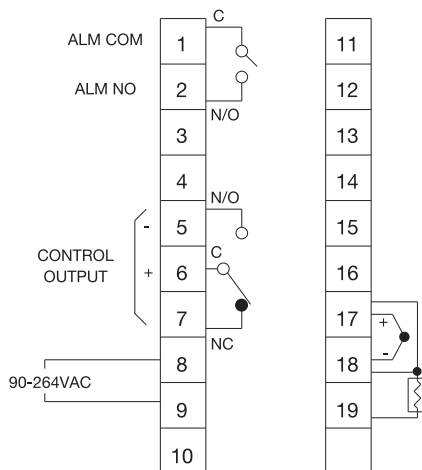 C
ALM COM 1
ALM NO 2
N/O
3
4
N/O
- 5
C
CONTROL OUTPUT
+ 6
7
NC
8
90-264VAC
9
10
11
12
13
14
15
16
17
+
-
18
19